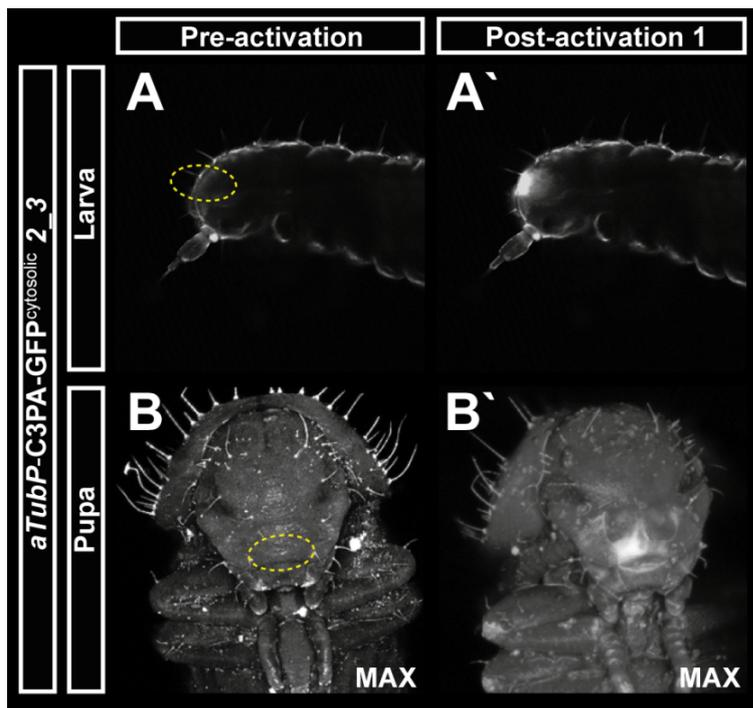 Pre-activation
Post-activation 1
aTubP-C3PA-GFPcytosolic 2_3
Larva
A
A`
Pupa
B
B`
MAX
MAX